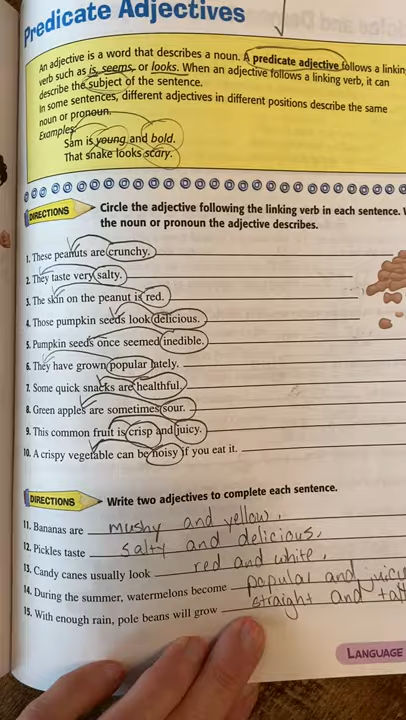 Predicate Adjectives
An adjective is a word that describes a noun. A predicate adjective follows a linking
verb such as is, seems, or looks. When an adjective follows a linking verb, it can
describe the subject of the sentence.
In some sentences, different adjectives in different positions describe the same
noun or pronoun.
Examples:
Sam is young and bold.
That snake looks scary.
DIRECTIONS Circle the adjective following the linking verb in each sentence.
the noun or pronoun the adjective describes.
1. These peanuts are crunchy.
2. They taste very salty.
3. The skin on the peanut is red.
4. Those pumpkin seeds look delicious.
5. Pumpkin seeds once seemed inedible.
6. They have grown popular lately.
7. Some quick snacks are healthful.
8. Green apples are sometimes sour.
9. This common fruit is crisp and juicy.
10. A crispy vegetable can be noisy if you eat it.
DIRECTIONS Write two adjectives to complete each sentence.
11. Bananas are mushy and yellow.
12. Pickles taste salty and delicious.
13. Candy canes usually look red and white.
14. During the summer, watermelons become popular and juicy
15. With enough rain, pole beans will grow straight and tall
LANGUAGE